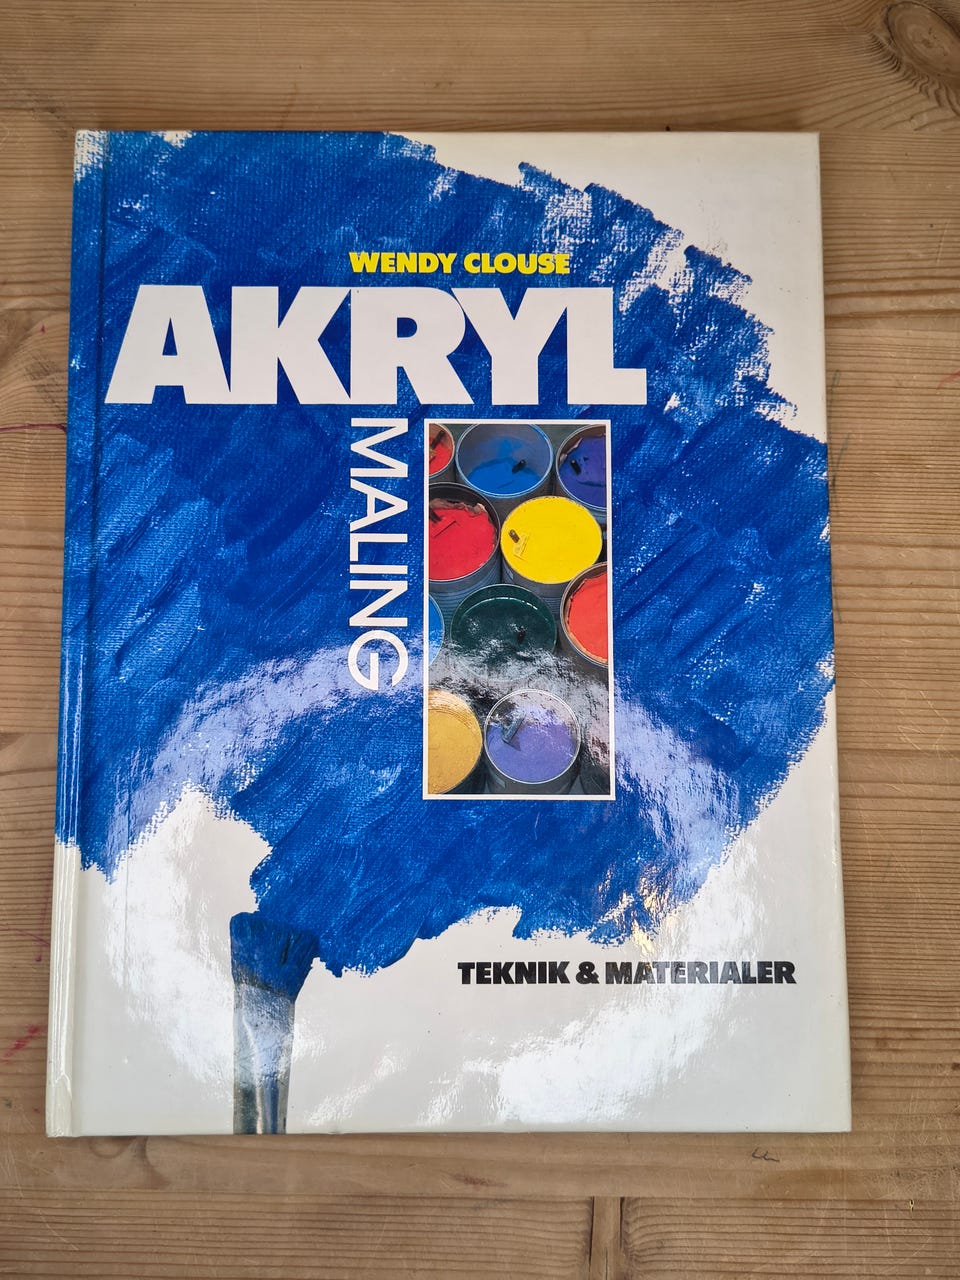 WENDY CLOUSE
AKRYL
MALING
TEKNIK & MATERIALER